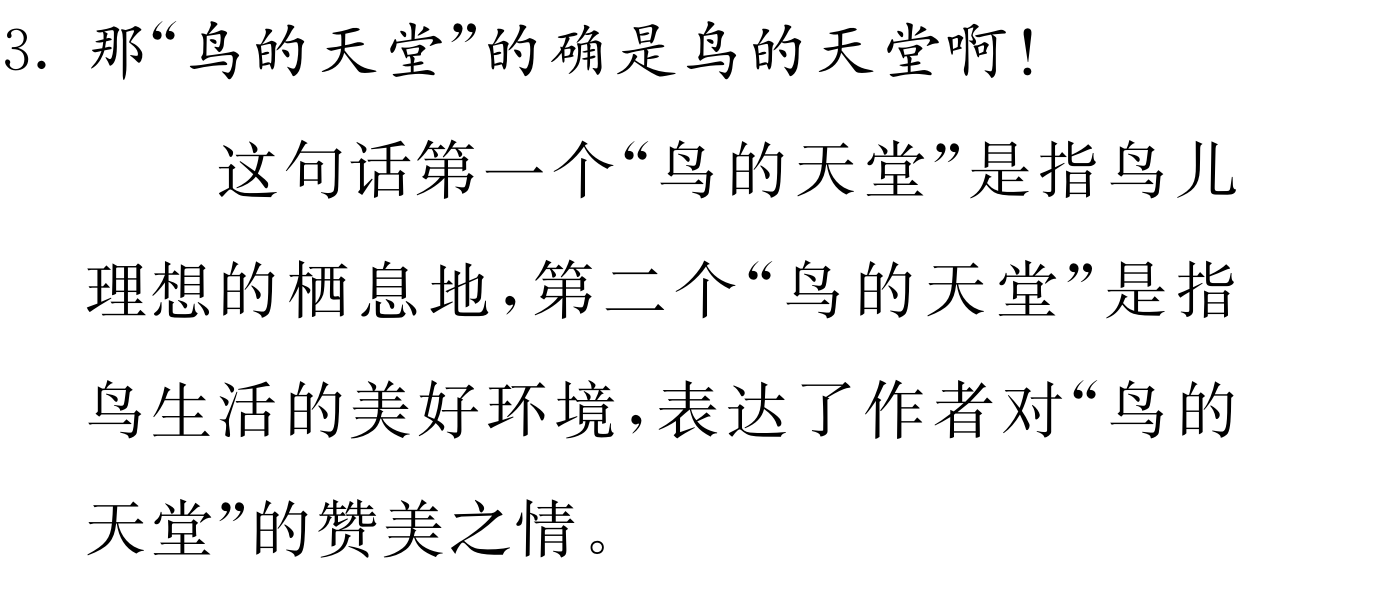 3. 那“鸟的天堂”的确是鸟的天堂啊！
这句话第一个“鸟的天堂”是指鸟儿
理想的栖息地，第二个“鸟的天堂”是指
鸟生活的美好环境，表达了作者对“鸟的
天堂”的赞美之情。